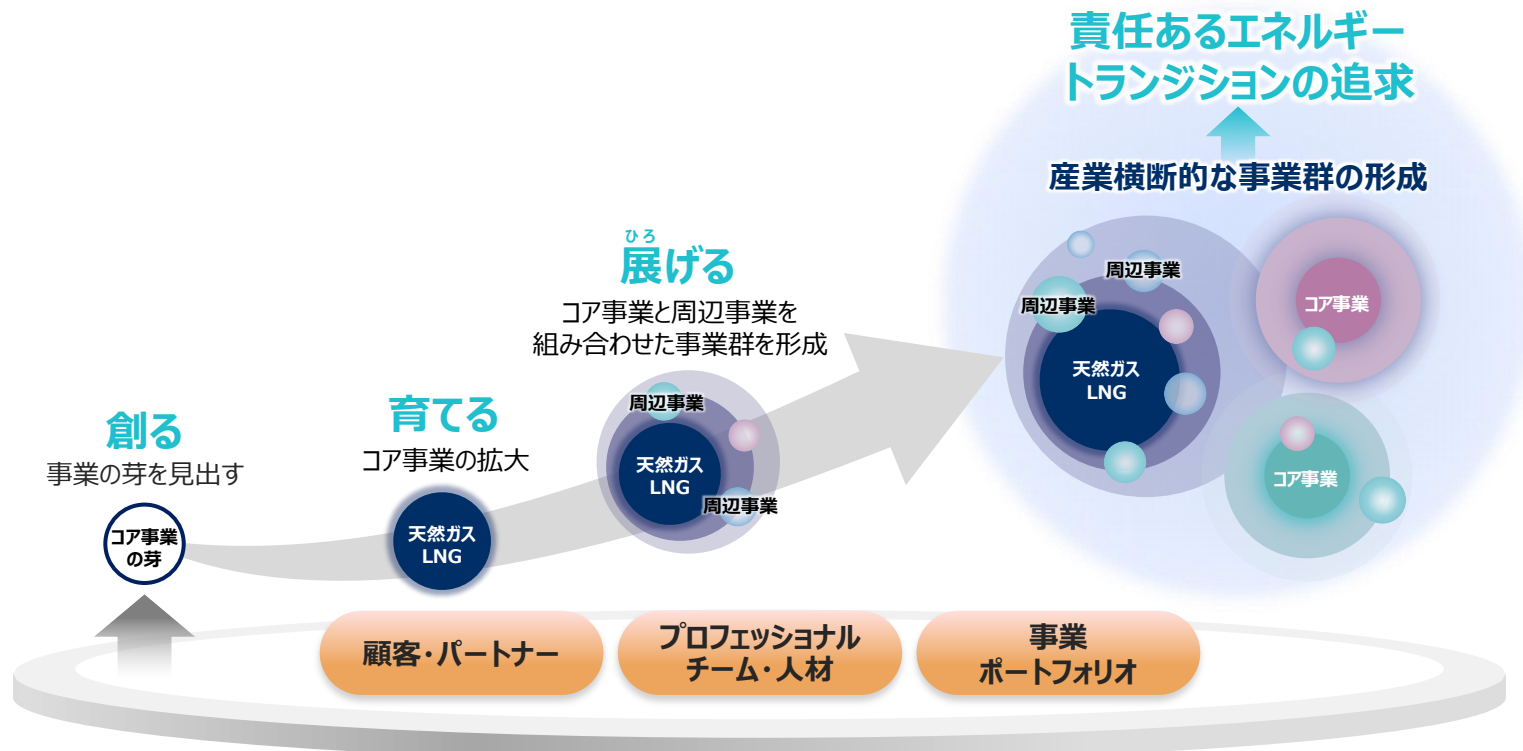 創る
事業の芽を見出す
コア事業
の芽
育てる
コア事業の拡大
天然ガス
LNG
ひろ
展げる
コア事業と周辺事業を
組み合わせた事業群を形成
周辺事業
天然ガス
LNG
周辺事業
責任あるエネルギー
トランジションの追求
産業横断的な事業群の形成
周辺事業
周辺事業
天然ガス
LNG
コア事業
コア事業
顧客・パートナー
プロフェッショナル
チーム・人材
事業
ポートフォリオ